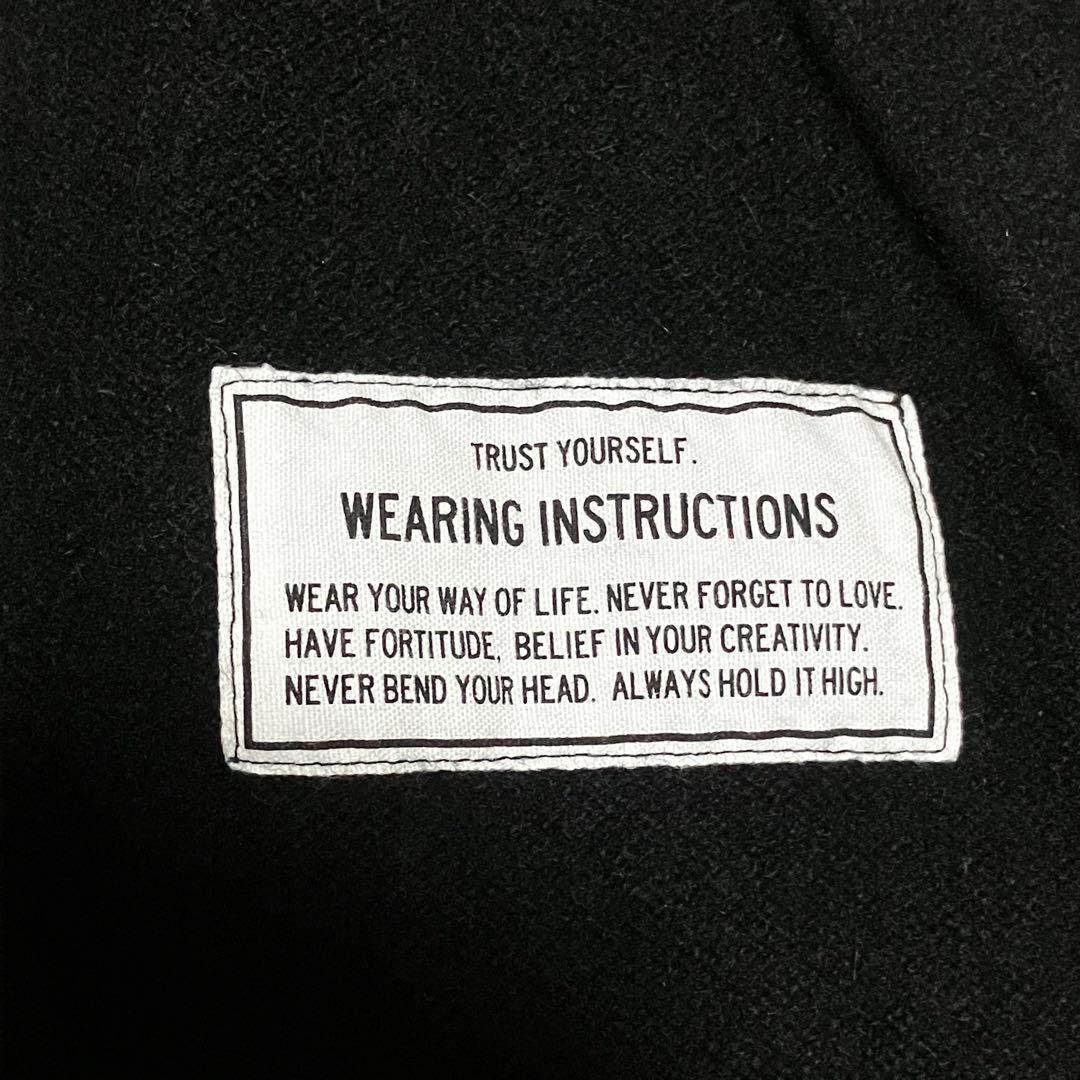 TRUST YOURSELF.
WEARING INSTRUCTIONS
WEAR YOUR WAY OF LIFE. NEVER FORGET TO LOVE.
HAVE FORTITUDE, BELIEF IN YOUR CREATIVITY.
NEVER BEND YOUR HEAD. ALWAYS HOLD IT HIGH.